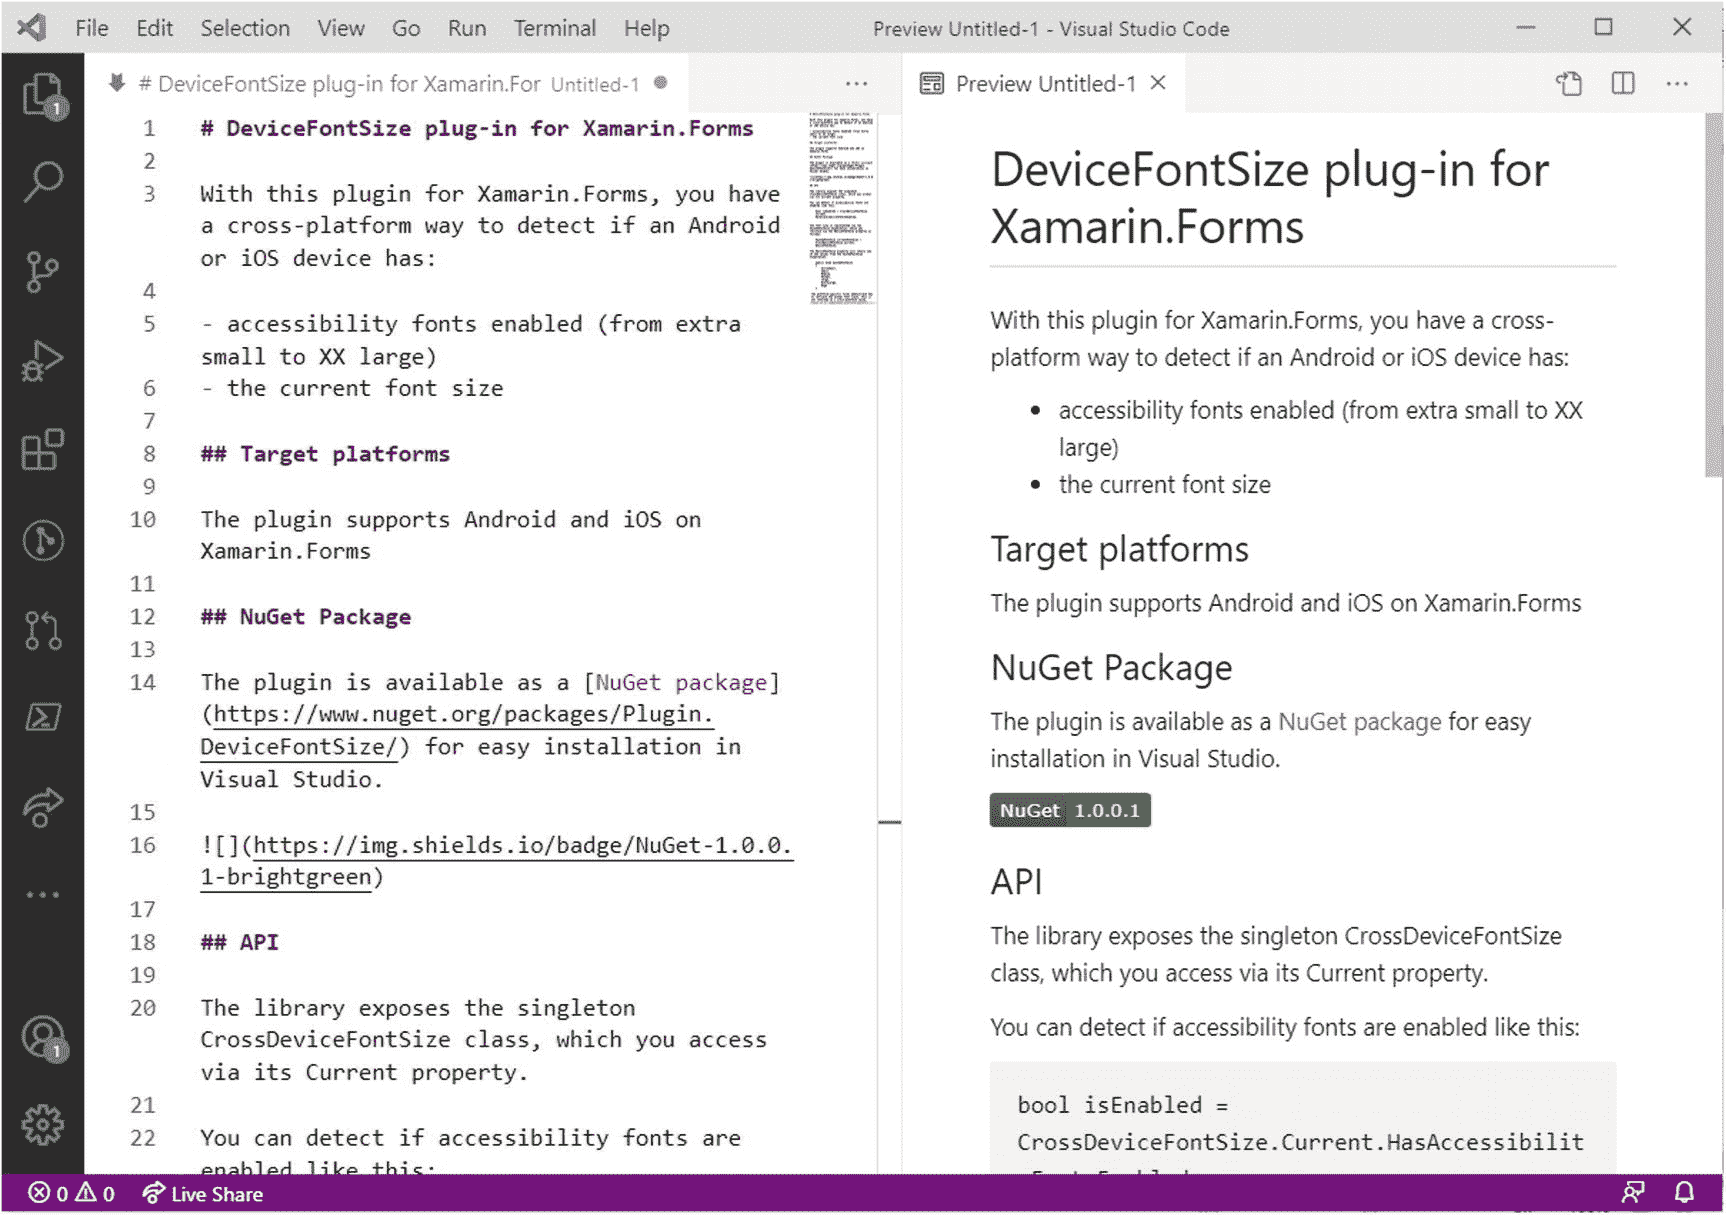 File Edit Selection View Go Run Terminal Help Preview Untitled-1 - Visual Studio Code
# DeviceFontSize plug-in for Xamarin.For Untitled-1
1 # DeviceFontSize plug-in for Xamarin.Forms
2
3 With this plugin for Xamarin.Forms, you have
a cross-platform way to detect if an Android
or iOS device has:
4
5 - accessibility fonts enabled (from extra
small to XX large)
6 - the current font size
7
8 ## Target platforms
9
10 The plugin supports Android and iOS on
Xamarin.Forms
11
12 ## NuGet Package
13
14 The plugin is available as a [NuGet package]
(https://www.nuget.org/packages/Plugin.
DeviceFontSize/) for easy installation in
Visual Studio.
15
16 ![](https://img.shields.io/badge/NuGet-1.0.0.
1-brightgreen)
17
18 ## API
19
20 The library exposes the singleton
CrossDeviceFontSize class, which you access
via its Current property.
21
22 You can detect if accessibility fonts are
enabled like this:
Preview Untitled-1
DeviceFontSize plug-in for
Xamarin.Forms
With this plugin for Xamarin.Forms, you have a cross-
platform way to detect if an Android or iOS device has:
• accessibility fonts enabled (from extra small to XX
large)
• the current font size
Target platforms
The plugin supports Android and iOS on Xamarin.Forms
NuGet Package
The plugin is available as a NuGet package for easy
installation in Visual Studio.
NuGet 1.0.0.1
API
The library exposes the singleton CrossDeviceFontSize
class, which you access via its Current property.
You can detect if accessibility fonts are enabled like this:
bool isEnabled =
CrossDeviceFontSize.Current.HasAccessibilit
1
1
0 0 Live Share